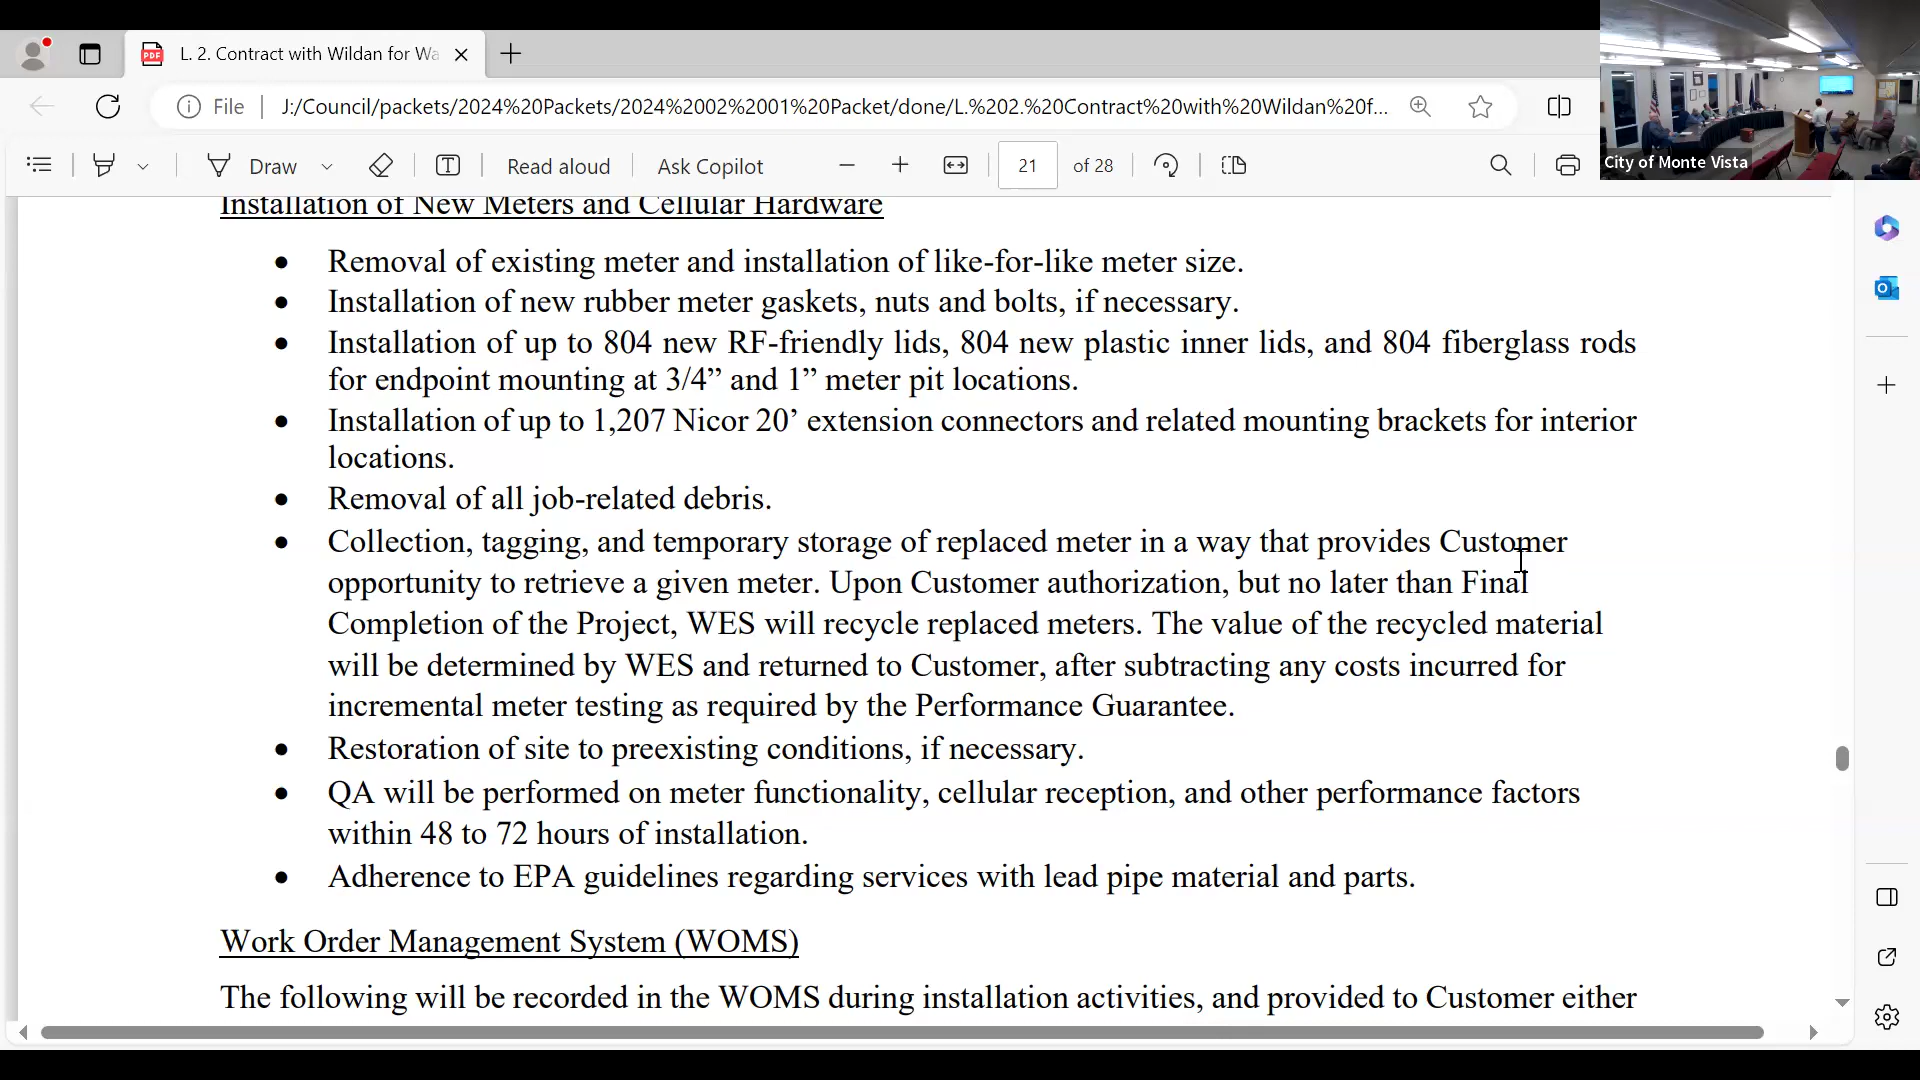 L. 2. Contract with Wildan for Wa
File
J:/Council/packets/2024%20Packets/2024%2002%2001%20Packet/done/L.%202.%20Contract%20with%20Wildan%20f...
Draw
Read aloud
Ask Copilot
21
of 28
City of Monte Vista
Installation of New Meters and Cellular Hardware
• Removal of existing meter and installation of like-for-like meter size.
• Installation of new rubber meter gaskets, nuts and bolts, if necessary.
• Installation of up to 804 new RF-friendly lids, 804 new plastic inner lids, and 804 fiberglass rods
for endpoint mounting at 3/4” and 1” meter pit locations.
• Installation of up to 1,207 Nicor 20’ extension connectors and related mounting brackets for interior
locations.
• Removal of all job-related debris.
• Collection, tagging, and temporary storage of replaced meter in a way that provides Customer
opportunity to retrieve a given meter. Upon Customer authorization, but no later than Final
Completion of the Project, WES will recycle replaced meters. The value of the recycled material
will be determined by WES and returned to Customer, after subtracting any costs incurred for
incremental meter testing as required by the Performance Guarantee.
• Restoration of site to preexisting conditions, if necessary.
• QA will be performed on meter functionality, cellular reception, and other performance factors
within 48 to 72 hours of installation.
• Adherence to EPA guidelines regarding services with lead pipe material and parts.
Work Order Management System (WOMS)
The following will be recorded in the WOMS during installation activities, and provided to Customer either